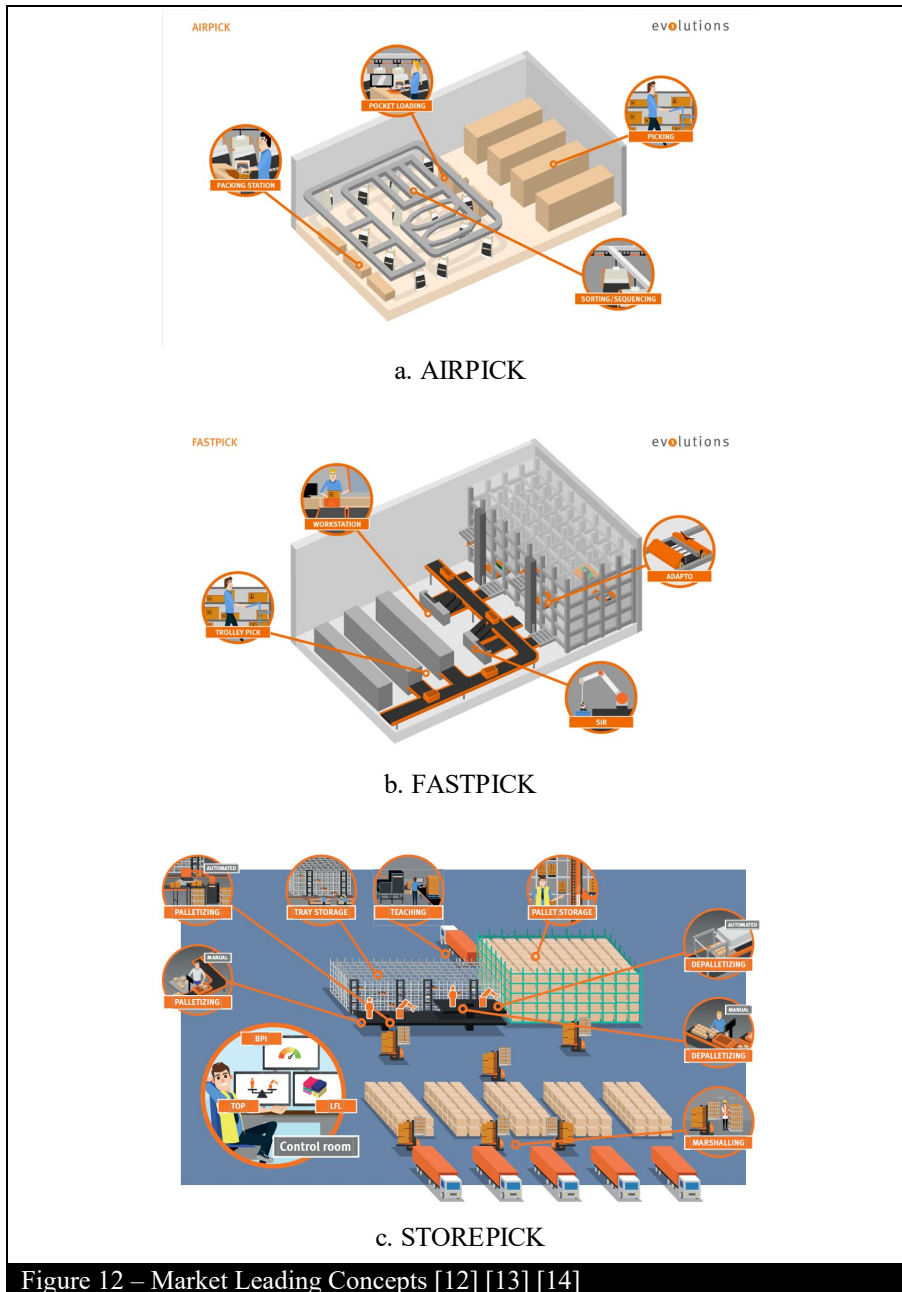 AIRPICK
evolutions
POCKET LOADING
PICKING
PACKING STATION
SORTING/SEQUENCING
a. AIRPICK
FASTPICK
evolutions
WORKSTATION
ADAPTO
TROLLEY PICK
SIR
b. FASTPICK
AUTOMATED
PALLETIZING
TRAY STORAGE
TEACHING
PALLET STORAGE
AUTOMATED
DEPALLETIZING
MANUAL
PALLETIZING
MANUAL
DEPALLETIZING
BPI
TOP
LFL
Control room
MARSHALLING
c. STOREPICK
Figure 12 – Market Leading Concepts [12] [13] [14]